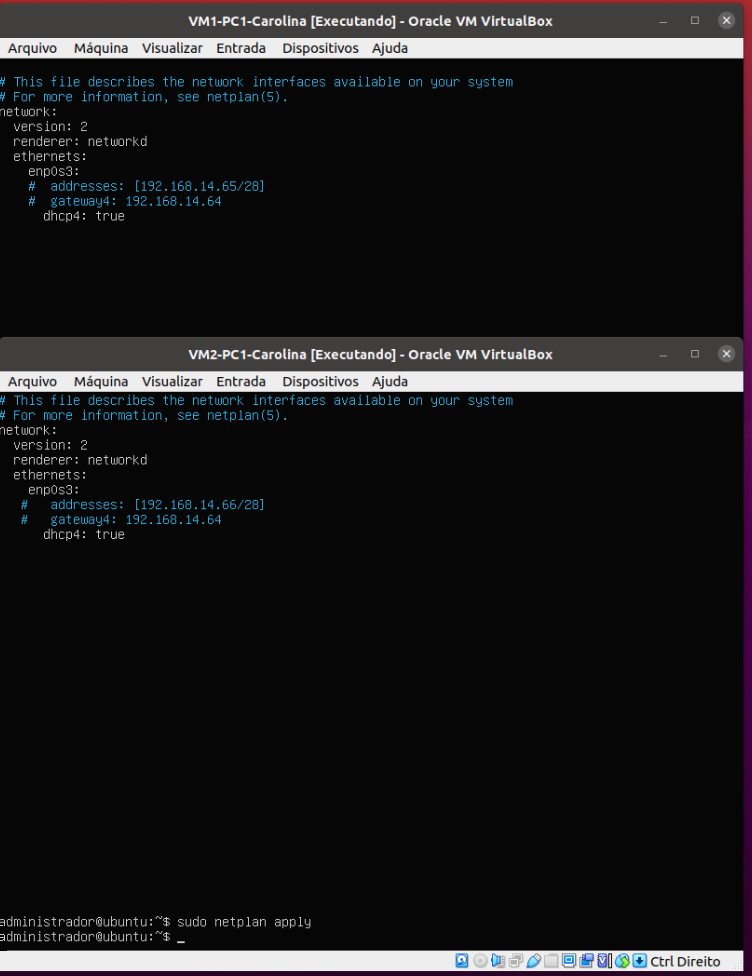 VM1-PC1-Carolina [Executando] - Oracle VM VirtualBox
Arquivo Máquina Visualizar Entrada Dispositivos Ajuda
# This file describes the network interfaces available on your system
# For more information, see netplan(5).
network:
  version: 2
  renderer: networkd
  ethernets:
    enp0s3:
    #  addresses: [192.168.14.65/28]
    #  gateway4: 192.168.14.64
      dhcp4: true
VM2-PC1-Carolina [Executando] - Oracle VM VirtualBox
Arquivo Máquina Visualizar Entrada Dispositivos Ajuda
# This file describes the network interfaces available on your system
# For more information, see netplan(5).
network:
  version: 2
  renderer: networkd
  ethernets:
    enp0s3:
   #   addresses: [192.168.14.66/28]
   #   gateway4: 192.168.14.64
      dhcp4: true
administrador@ubuntu:~$ sudo netplan apply
administrador@ubuntu:~$ _
Ctrl Direito